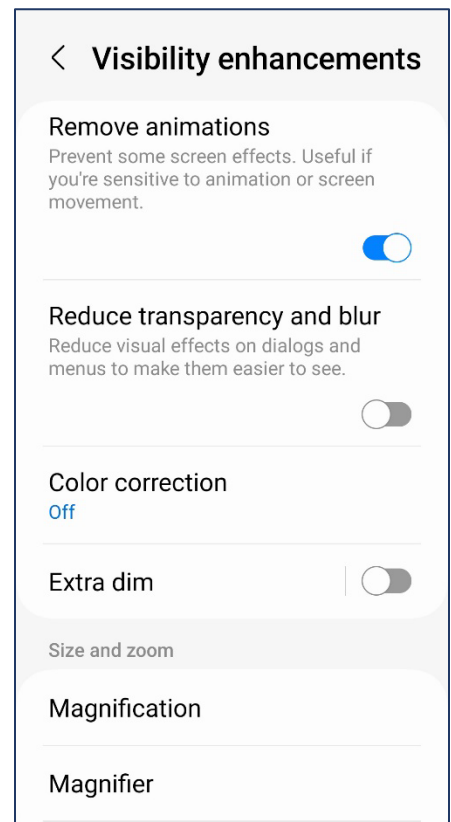 Visibility enhancements
Remove animations
Prevent some screen effects. Useful if
you're sensitive to animation or screen
movement.
Reduce transparency and blur
Reduce visual effects on dialogs and
menus to make them easier to see.
Color correction
Off
Extra dim
Size and zoom
Magnification
Magnifier